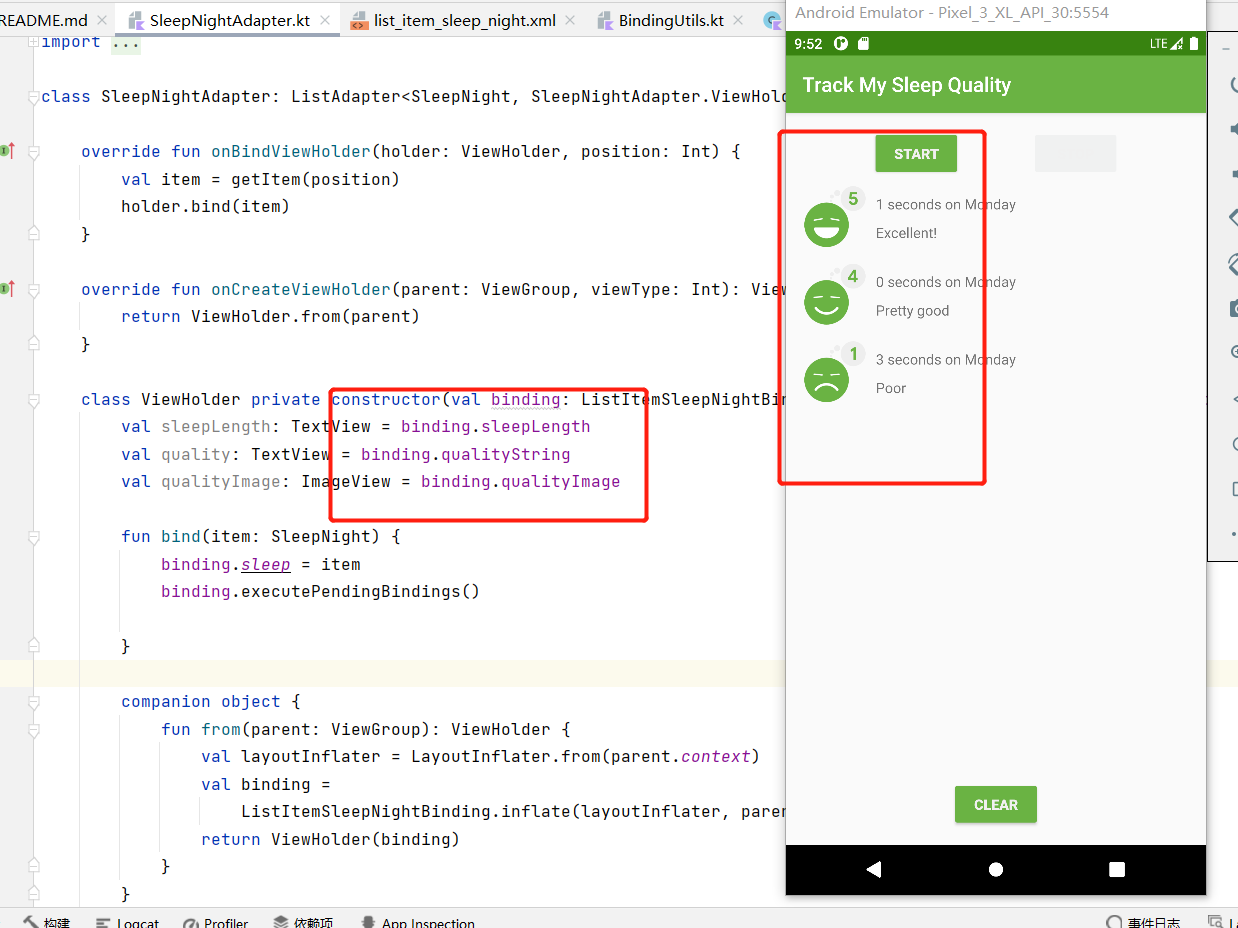 README.md
SleepNightAdapter.kt
list_item_sleep_night.xml
BindingUtils.kt
import ...
class SleepNightAdapter: ListAdapter<SleepNight, SleepNightAdapter.ViewHol
override fun onBindViewHolder(holder: ViewHolder, position: Int) {
val item = getItem(position)
holder.bind(item)
}
override fun onCreateViewHolder(parent: ViewGroup, viewType: Int): View
return ViewHolder.from(parent)
}
class ViewHolder private constructor(val binding: ListItemSleepNightBin
val sleepLength: TextView = binding.sleepLength
val quality: TextView = binding.qualityString
val qualityImage: ImageView = binding.qualityImage
fun bind(item: SleepNight) {
binding.sleep = item
binding.executePendingBindings()
}
companion object {
fun from(parent: ViewGroup): ViewHolder {
val layoutInflater = LayoutInflater.from(parent.context)
val binding =
ListItemSleepNightBinding.inflate(layoutInflater, paren
return ViewHolder(binding)
}
}
构建
Logcat
Profiler
依赖项
App Inspection
事件日志
Android Emulator - Pixel_3_XL_API_30:5554
9:52
LTE
Track My Sleep Quality
START
5
1 seconds on Monday
Excellent!
4
0 seconds on Monday
Pretty good
1
3 seconds on Monday
Poor
CLEAR